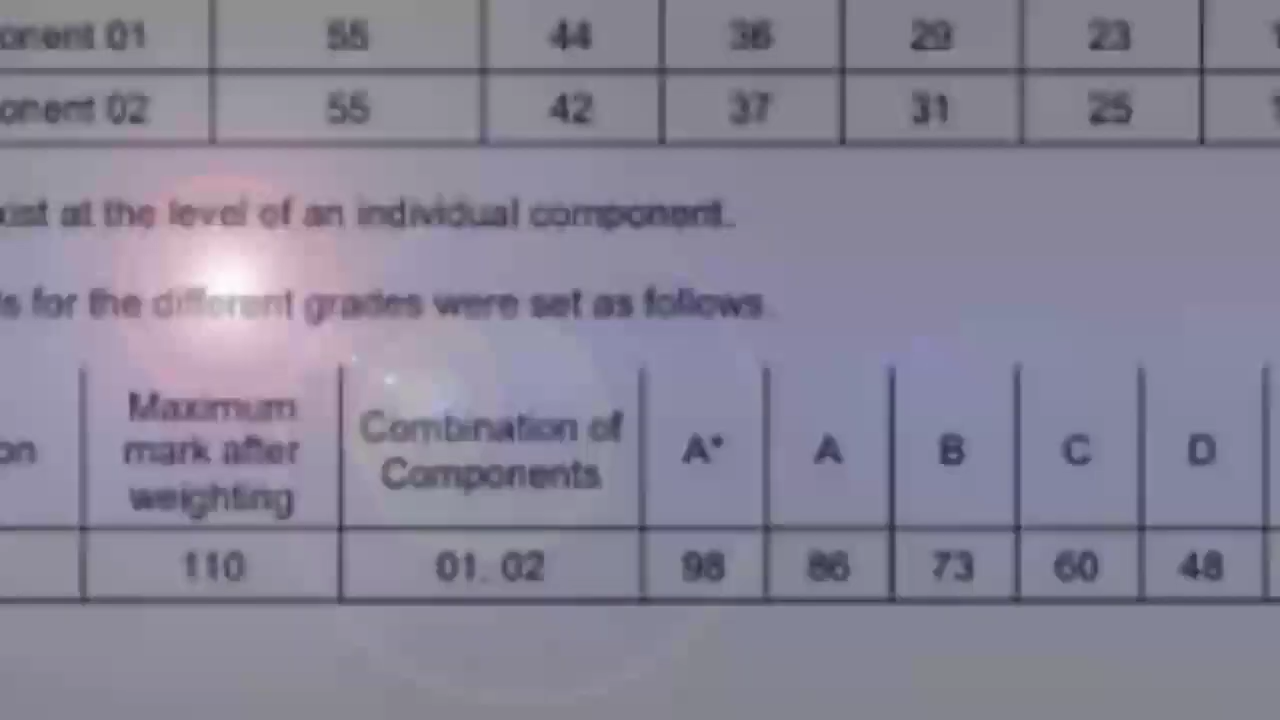 onent 01 55 44 36 29 23
onent 02 55 42 37 31 25
xist at the level of an individual component.
s for the different grades were set as follows.
on Maximum mark after weighting Combination of Components A* A B C D
110 01, 02 98 86 73 60 48